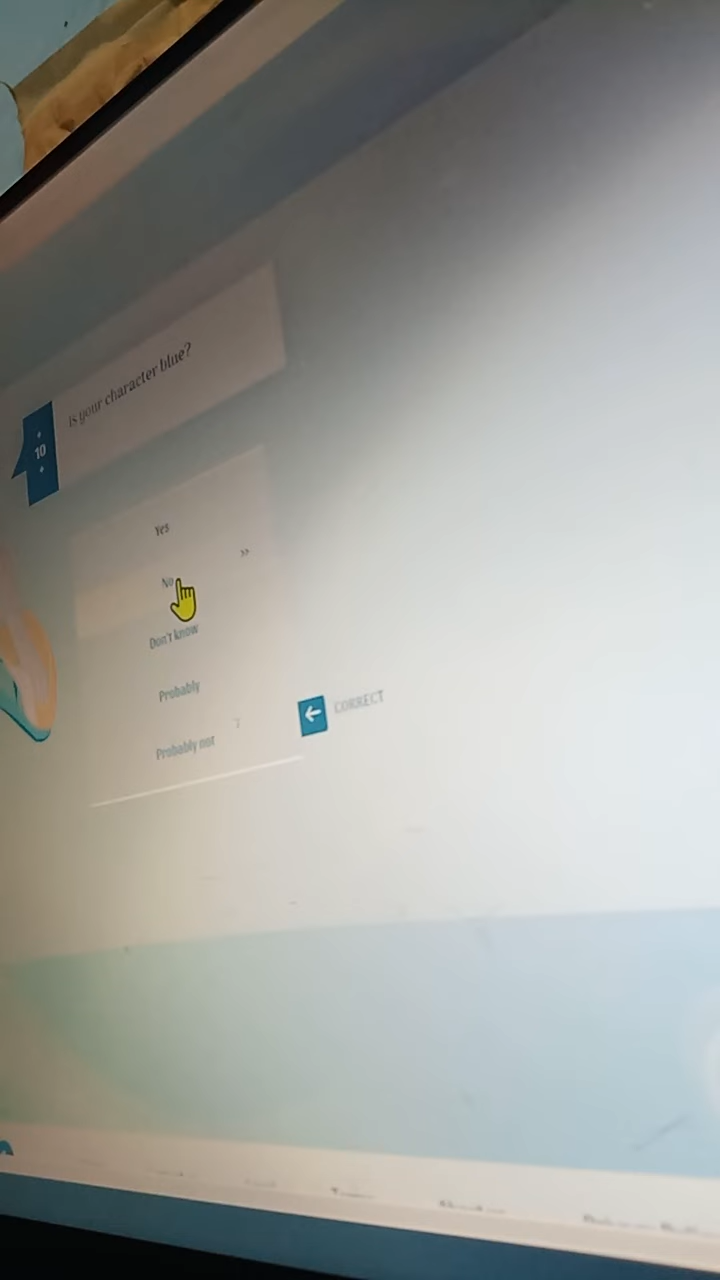 Is your character blue?
10
Yes
No
Don't know
Probably
Probably not
CORRECT